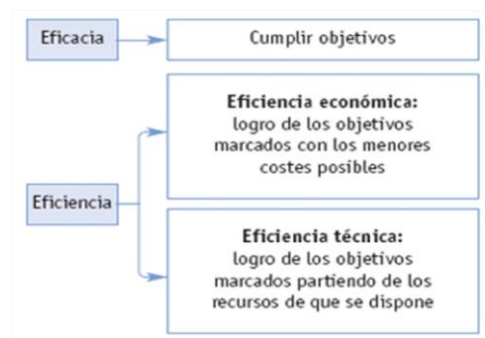 Eficacia
Cumplir objetivos
Eficiencia
Eficiencia económica:
logro de los objetivos
marcados con los menores
costes posibles
Eficiencia técnica:
logro de los objetivos
marcados partiendo de los
recursos de que se dispone